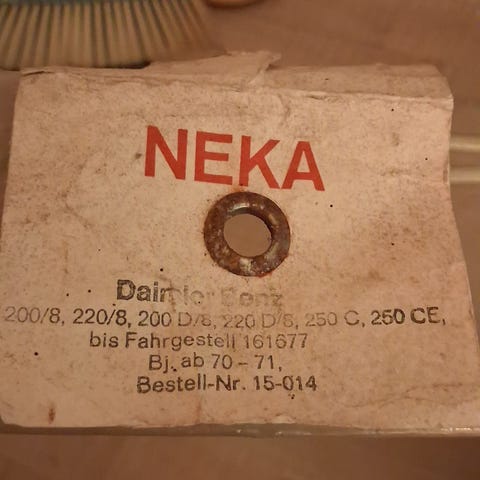 NEKA
Daimler Benz
200/8, 220/8, 200 D/8, 220 D/8, 250 C, 250 CE,
bis Fahrgestell 161677
Bj. ab 70 - 71,
Bestell-Nr. 15-014